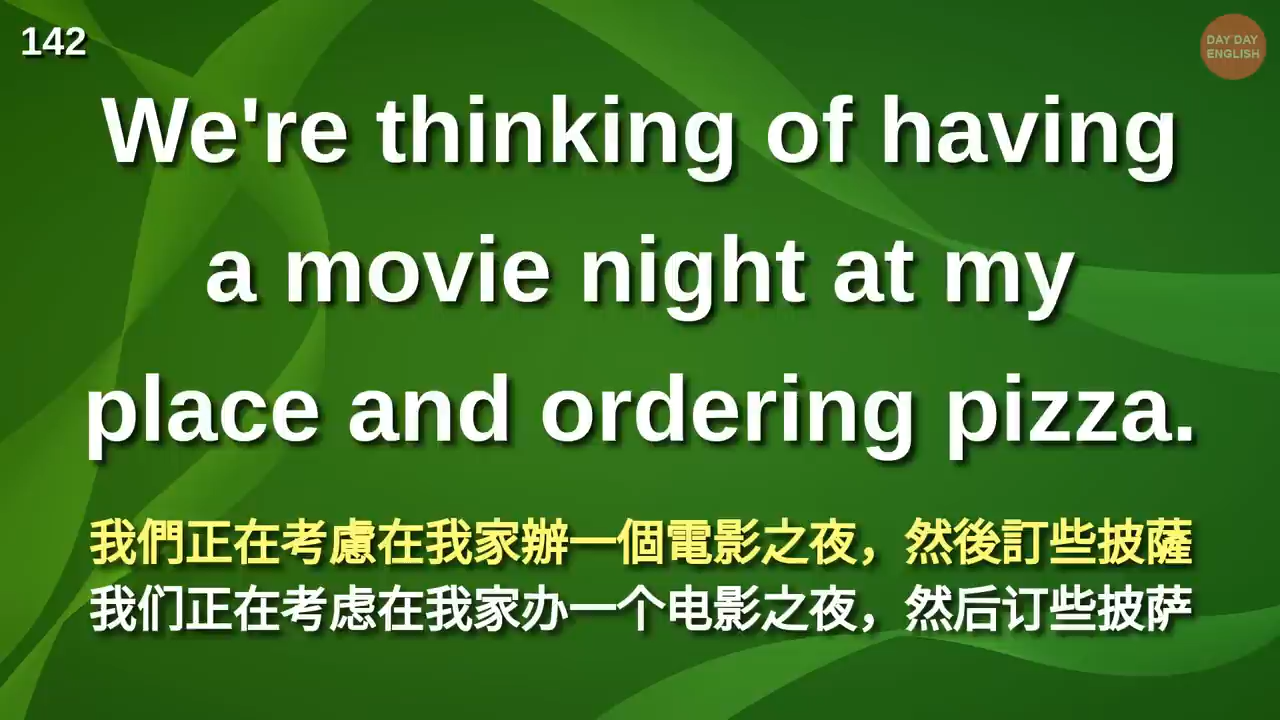 142
DAY DAY
ENGLISH
We're thinking of having
a movie night at my
place and ordering pizza.
我們正在考慮在我家辦一個電影之夜，然後訂些披薩
我们正在考虑在我家办一个电影之夜，然后订些披萨